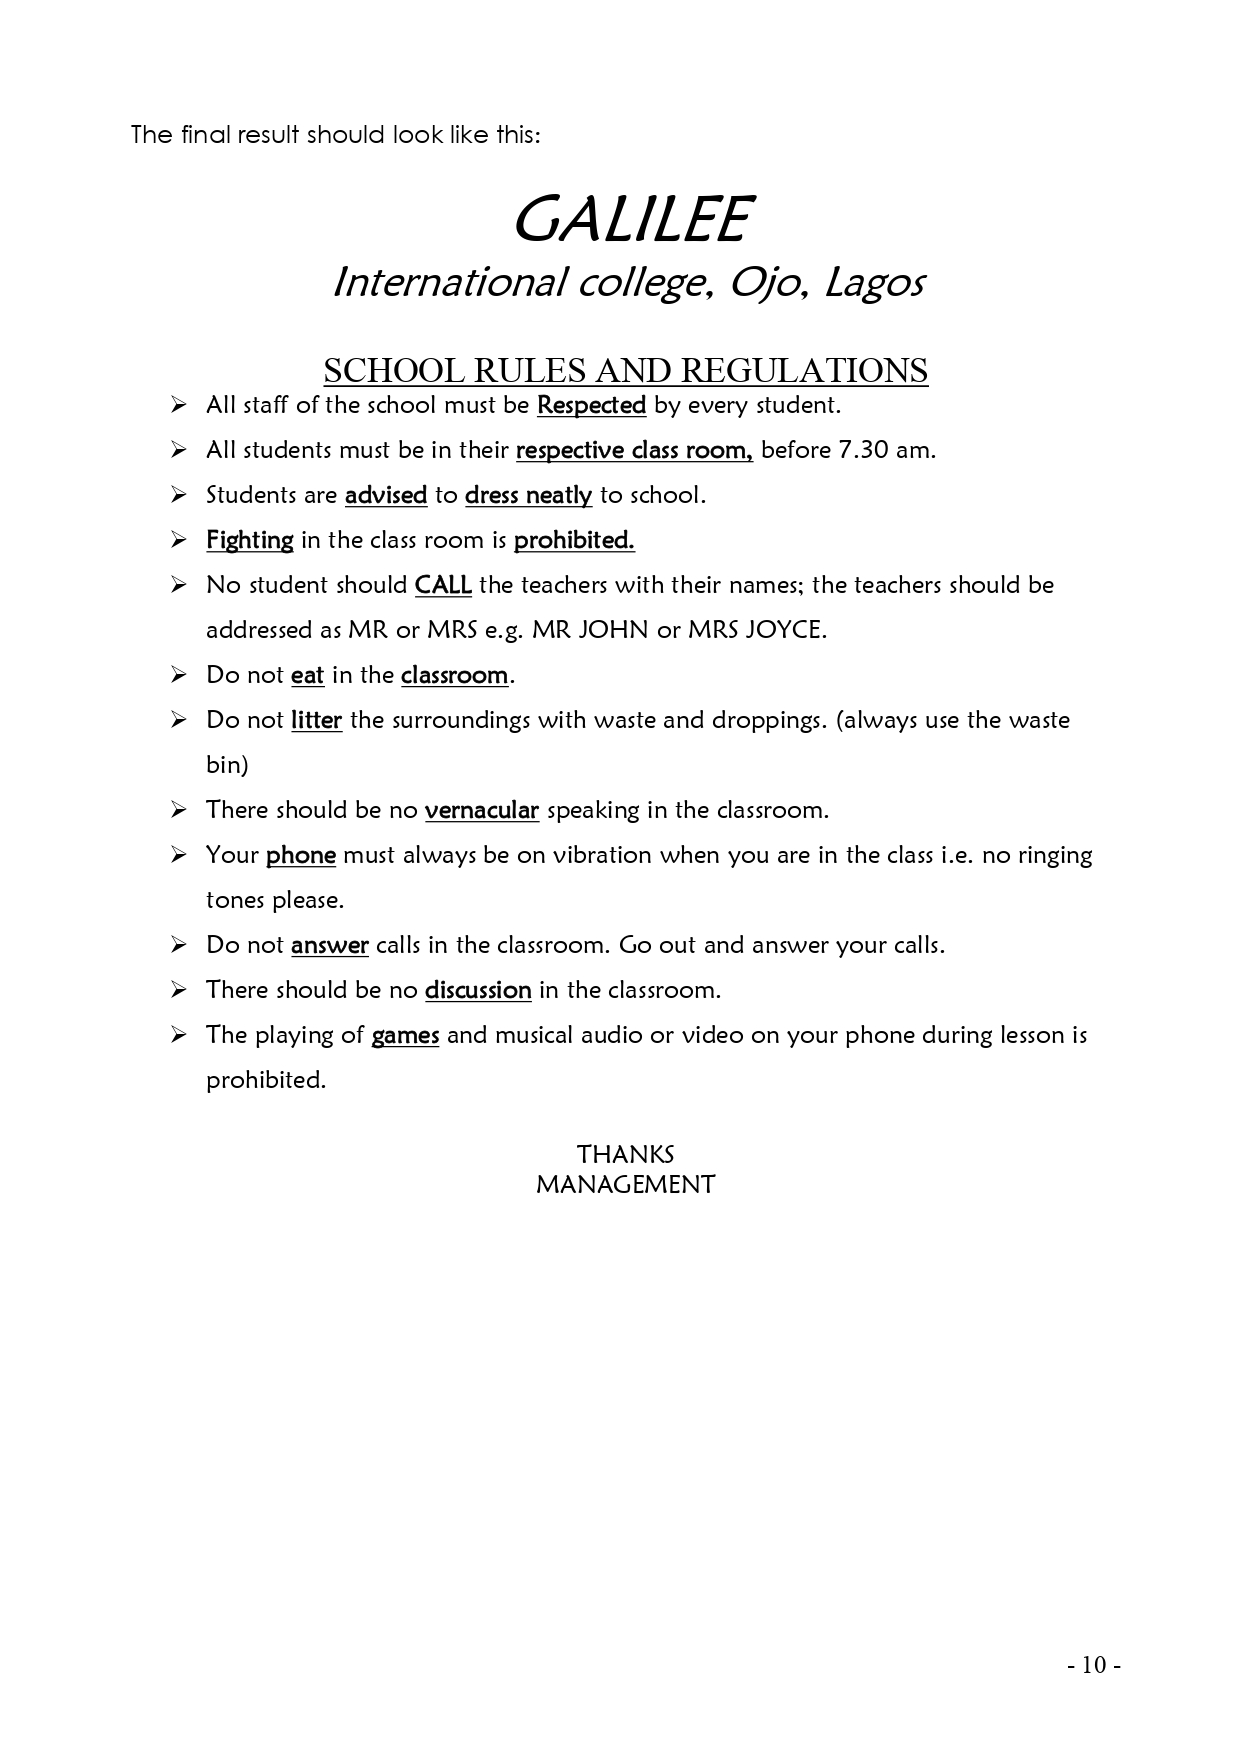 The final result should look like this:
GALILEE
International college, Ojo, Lagos
SCHOOL RULES AND REGULATIONS
➢ All staff of the school must be Respected by every student.
➢ All students must be in their respective class room, before 7.30 am.
➢ Students are advised to dress neatly to school.
➢ Fighting in the class room is prohibited.
➢ No student should CALL the teachers with their names; the teachers should be
addressed as MR or MRS e.g. MR JOHN or MRS JOYCE.
➢ Do not eat in the classroom.
➢ Do not litter the surroundings with waste and droppings. (always use the waste
bin)
➢ There should be no vernacular speaking in the classroom.
➢ Your phone must always be on vibration when you are in the class i.e. no ringing
tones please.
➢ Do not answer calls in the classroom. Go out and answer your calls.
➢ There should be no discussion in the classroom.
➢ The playing of games and musical audio or video on your phone during lesson is
prohibited.
THANKS
MANAGEMENT
- 10 -